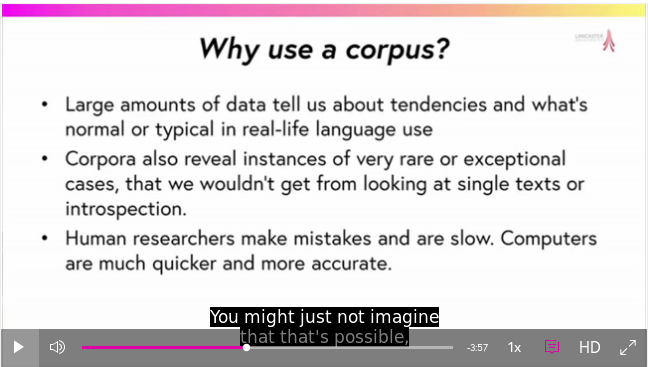 Why use a corpus?
LANCASTER
• Large amounts of data tell us about tendencies and what's
normal or typical in real-life language use
• Corpora also reveal instances of very rare or exceptional
cases, that we wouldn't get from looking at single texts or
introspection.
• Human researchers make mistakes and are slow. Computers
are much quicker and more accurate.
You might just not imagine
that that's possible,
-3:57
1x
HD